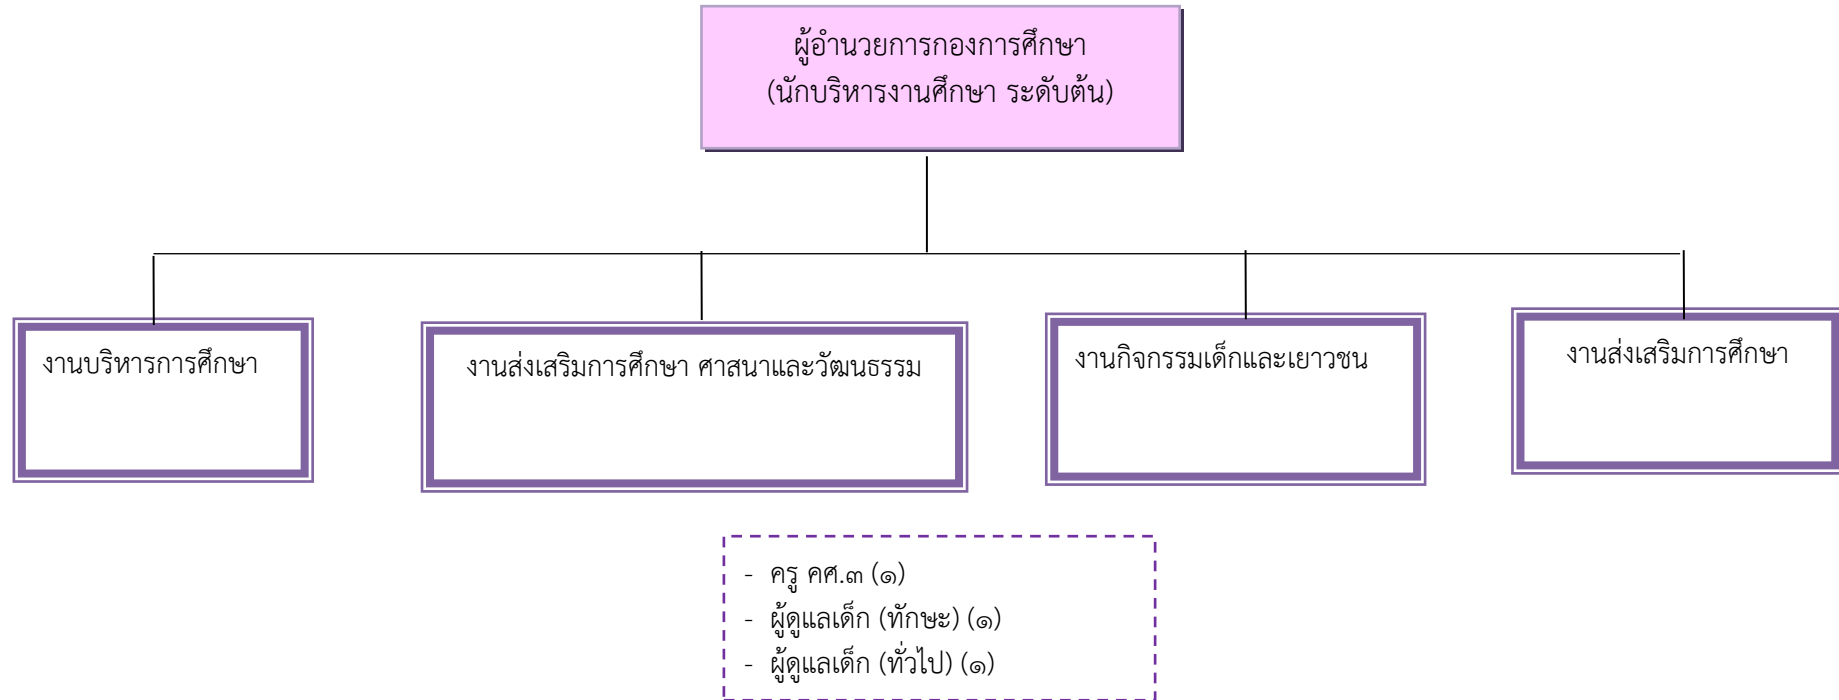 ผู้อำนวยการกองการศึกษา
(นักบริหารงานศึกษา ระดับต้น)
งานบริหารการศึกษา
งานส่งเสริมการศึกษา ศาสนาและวัฒนธรรม
งานกิจกรรมเด็กและเยาวชน
งานส่งเสริมการศึกษา
- ครู คศ.๓ (๑)
- ผู้ดูแลเด็ก (ทักษะ) (๑)
- ผู้ดูแลเด็ก (ทั่วไป) (๑)